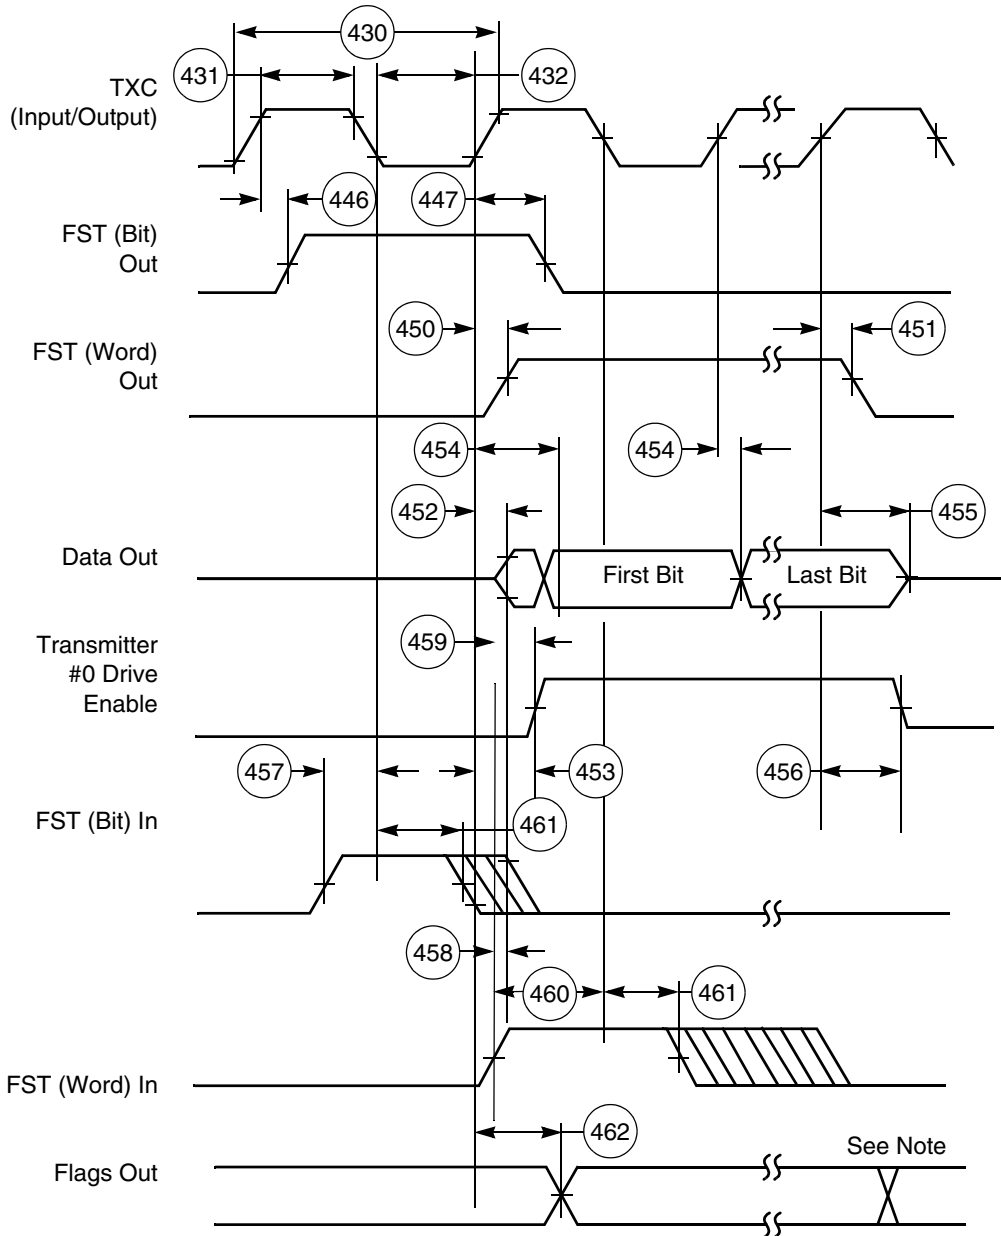 430
431
432
TXC
(Input/Output)
446
447
FST (Bit)
Out
450
451
FST (Word)
Out
454
454
452
455
Data Out
First Bit
Last Bit
459
Transmitter
#0 Drive
Enable
457
453
456
FST (Bit) In
461
458
460
461
FST (Word) In
462
See Note
Flags Out